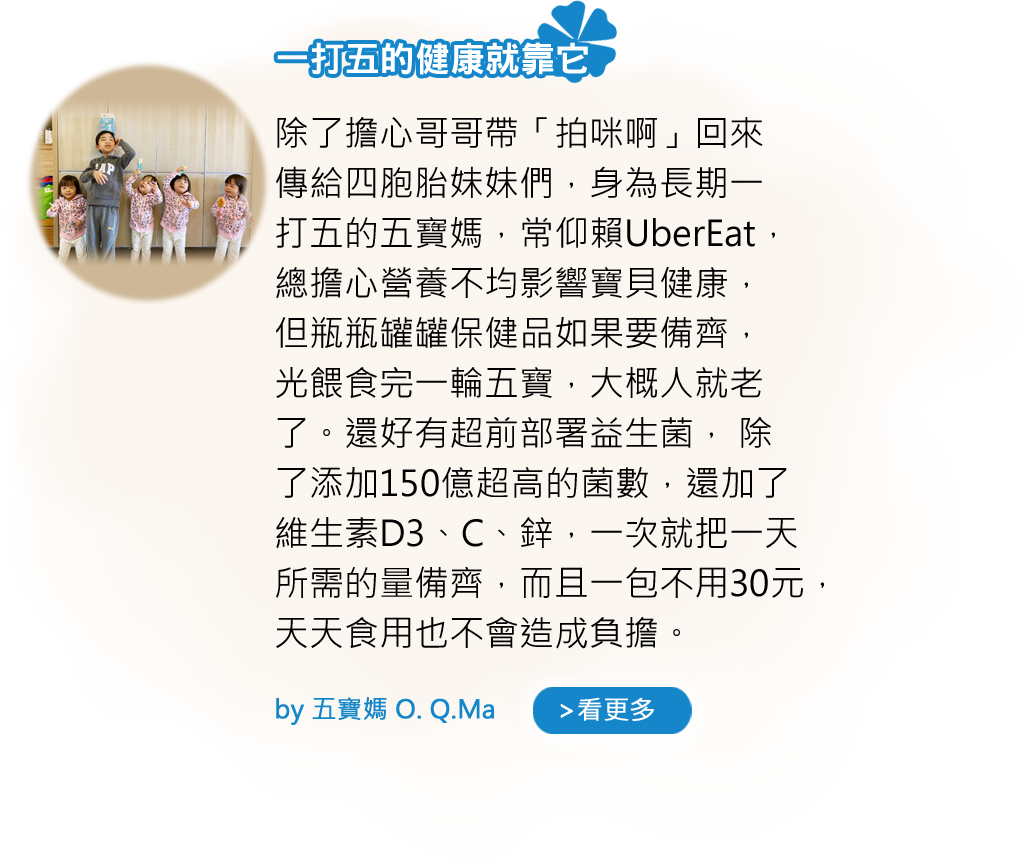 一打五的健康就靠它
除了擔心哥哥帶「拍咪啊」回來
傳給四胞胎妹妹們，身為長期一
打五的五寶媽，常仰賴UberEat，
總擔心營養不均影響寶貝健康，
但瓶瓶罐罐保健品如果要備齊，
光餵食完一輪五寶，大概人就老
了。還好有超前部署益生菌， 除
了添加150億超高的菌數，還加了
維生素D3、C、鋅，一次就把一天
所需的量備齊，而且一包不用30元，
天天食用也不會造成負擔。
by 五寶媽 O. Q.Ma
>看更多